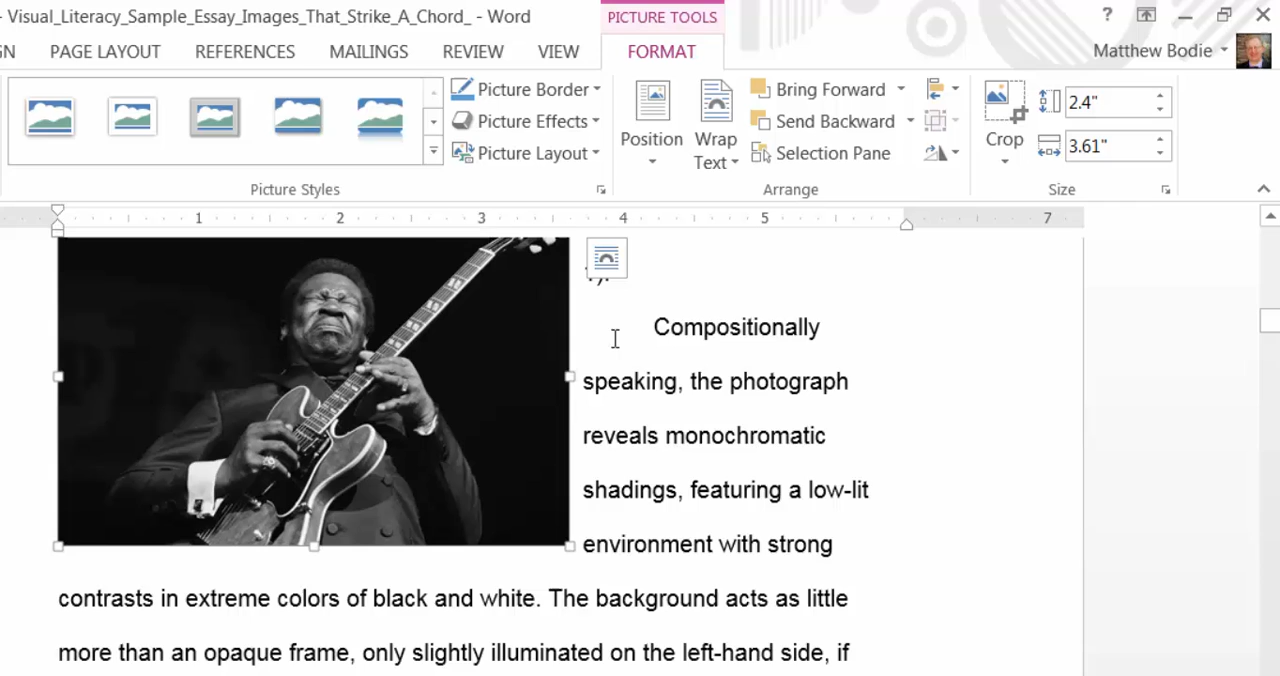 - Visual_Literacy_Sample_Essay_Images_That_Strike_A_Chord_ - Word
PICTURE TOOLS
?
GN PAGE LAYOUT REFERENCES MAILINGS REVIEW VIEW FORMAT
Matthew Bodie
Picture Border
Picture Effects
Picture Layout
Position
Wrap
Text
Bring Forward
Send Backward
Selection Pane
Crop
2.4"
3.61"
Picture Styles
Arrange
Size
1 2 3 4 5 7
Compositionally
speaking, the photograph
reveals monochromatic
shadings, featuring a low-lit
environment with strong
contrasts in extreme colors of black and white. The background acts as little
more than an opaque frame, only slightly illuminated on the left-hand side, if